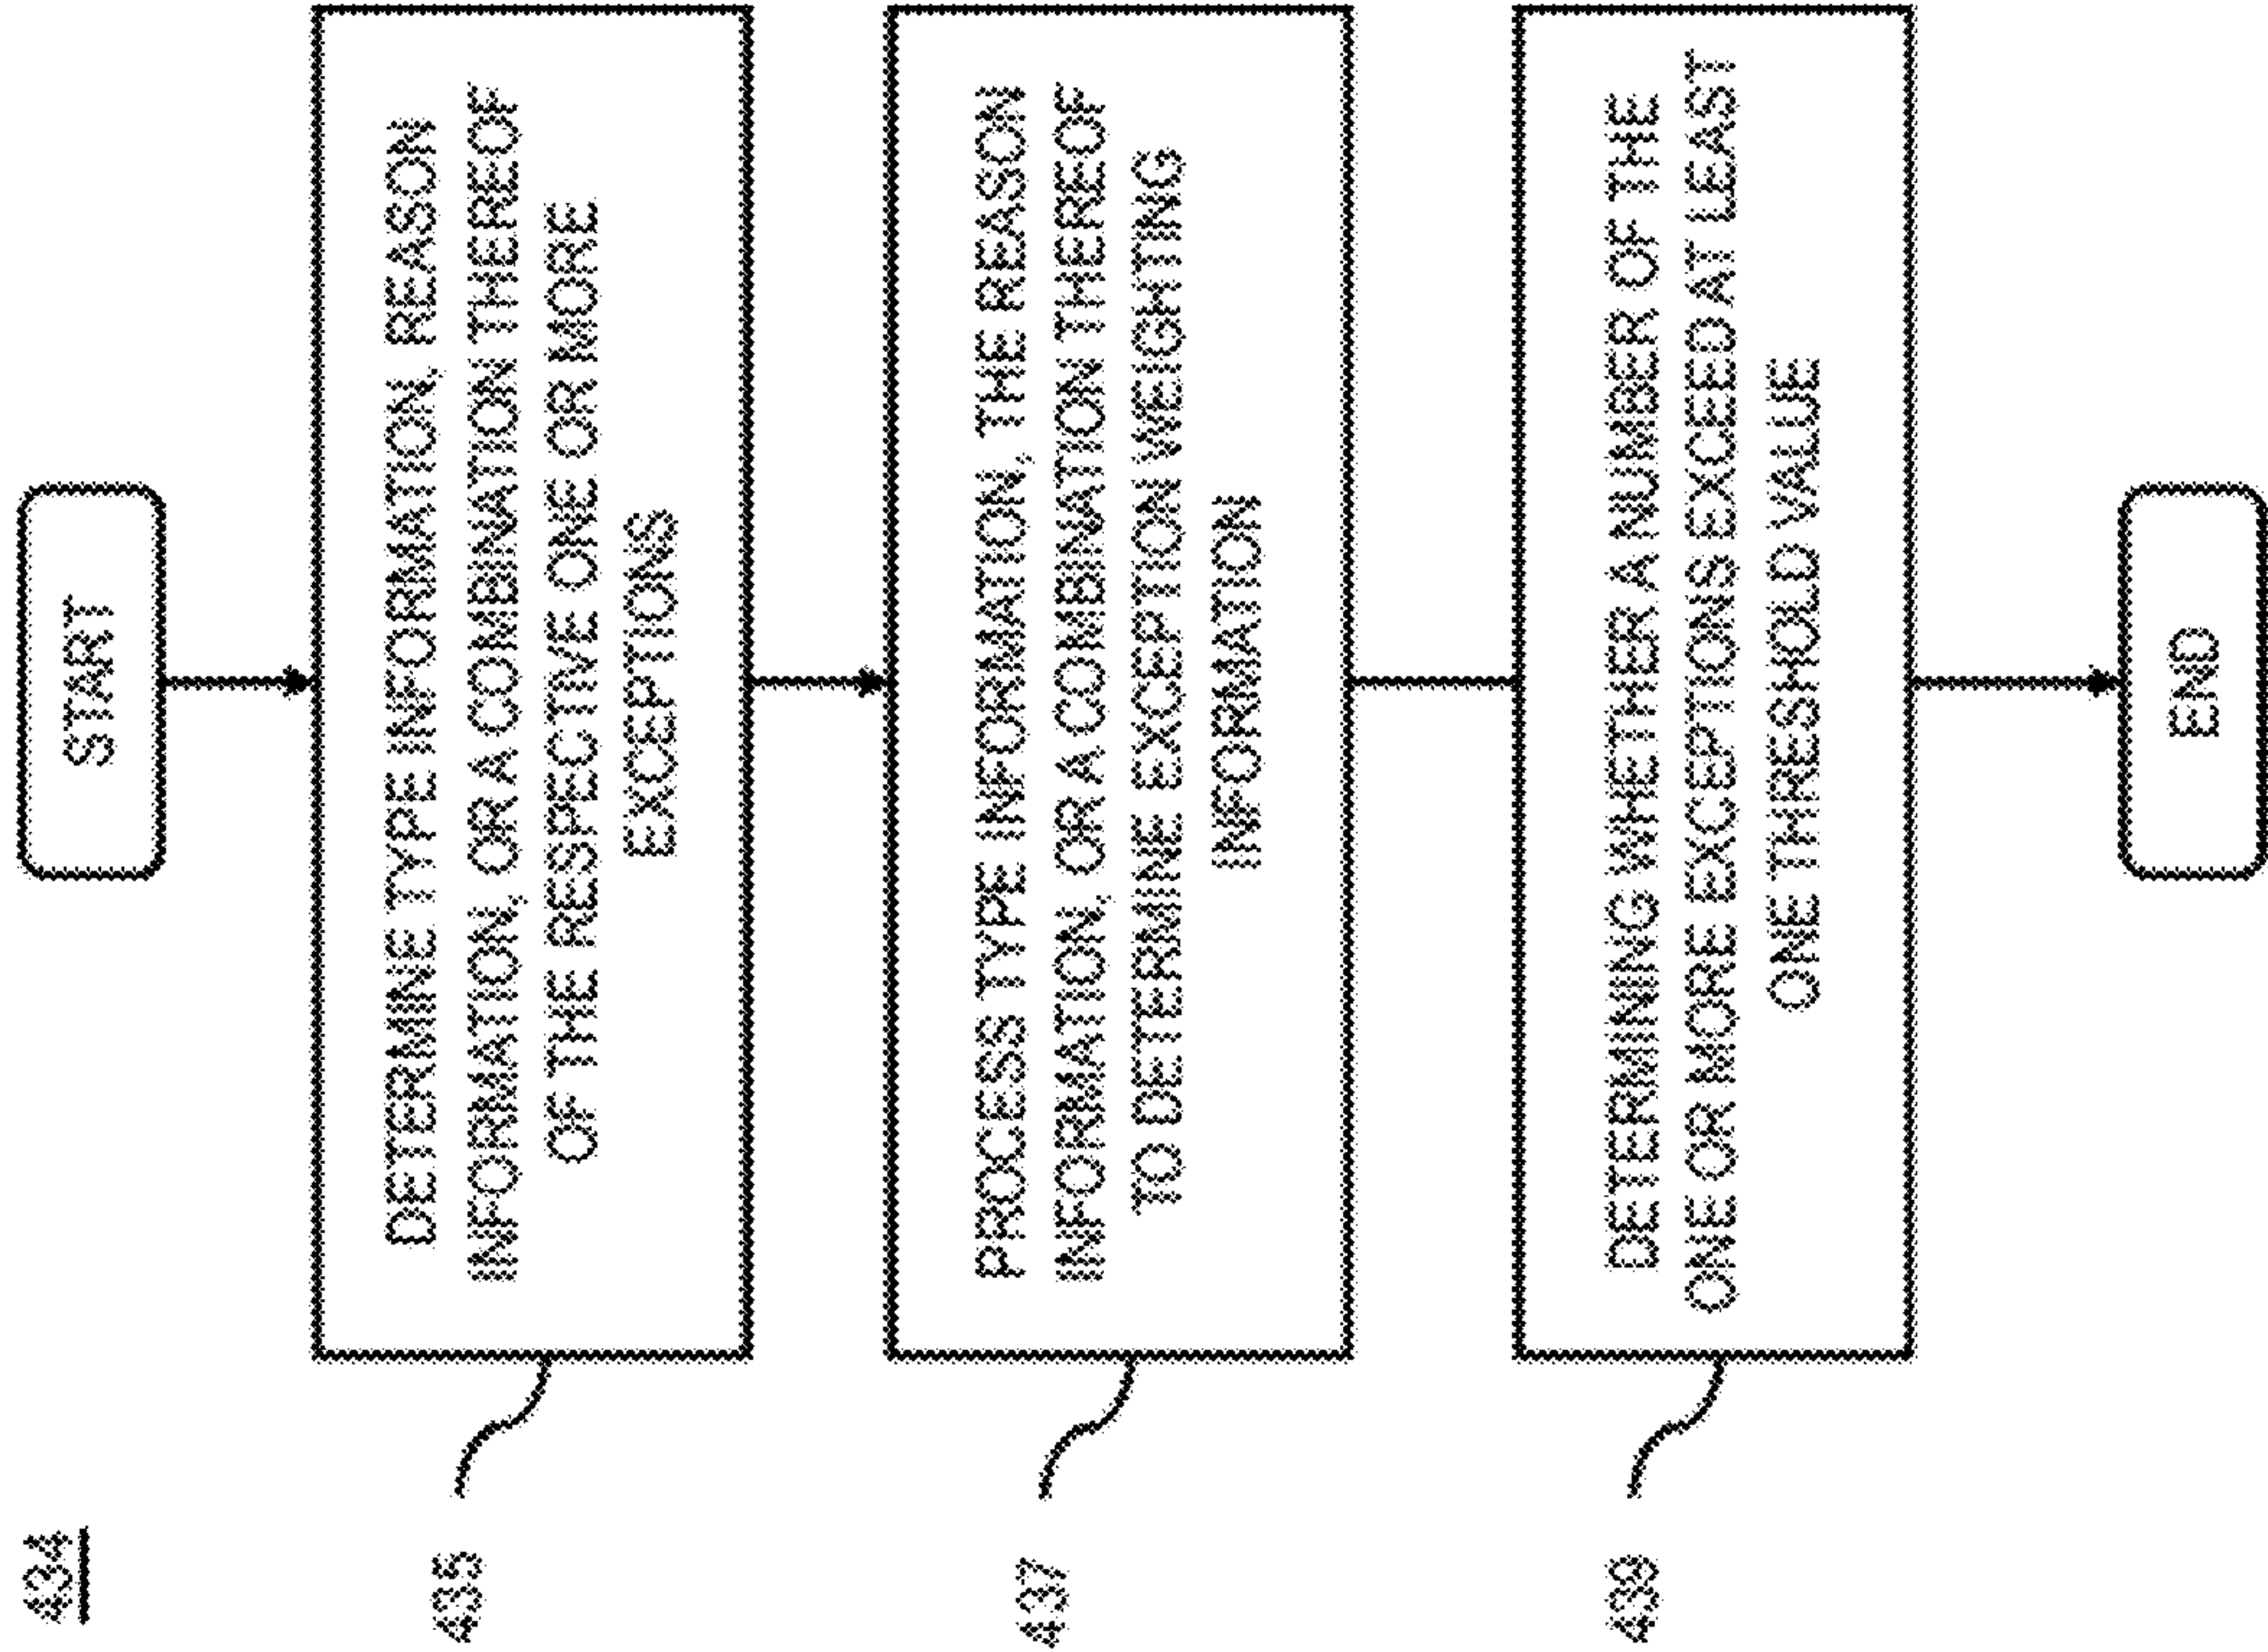 434
START
435
DETERMINE TYPE INFORMATION, REASON
INFORMATION, OR A COMBINATION THEREOF
OF THE RESPECTIVE ONE OR MORE
EXCEPTIONS
437
PROCESS TYPE INFORMATION, THE REASON
INFORMATION, OR A COMBINATION THEREOF
TO DETERMINE EXCEPTION WEIGHTING
INFORMATION
439
DETERMINING WHETHER A NUMBER OF THE
ONE OR MORE EXCEPTIONS EXCEED AT LEAST
ONE THRESHOLD VALUE
END